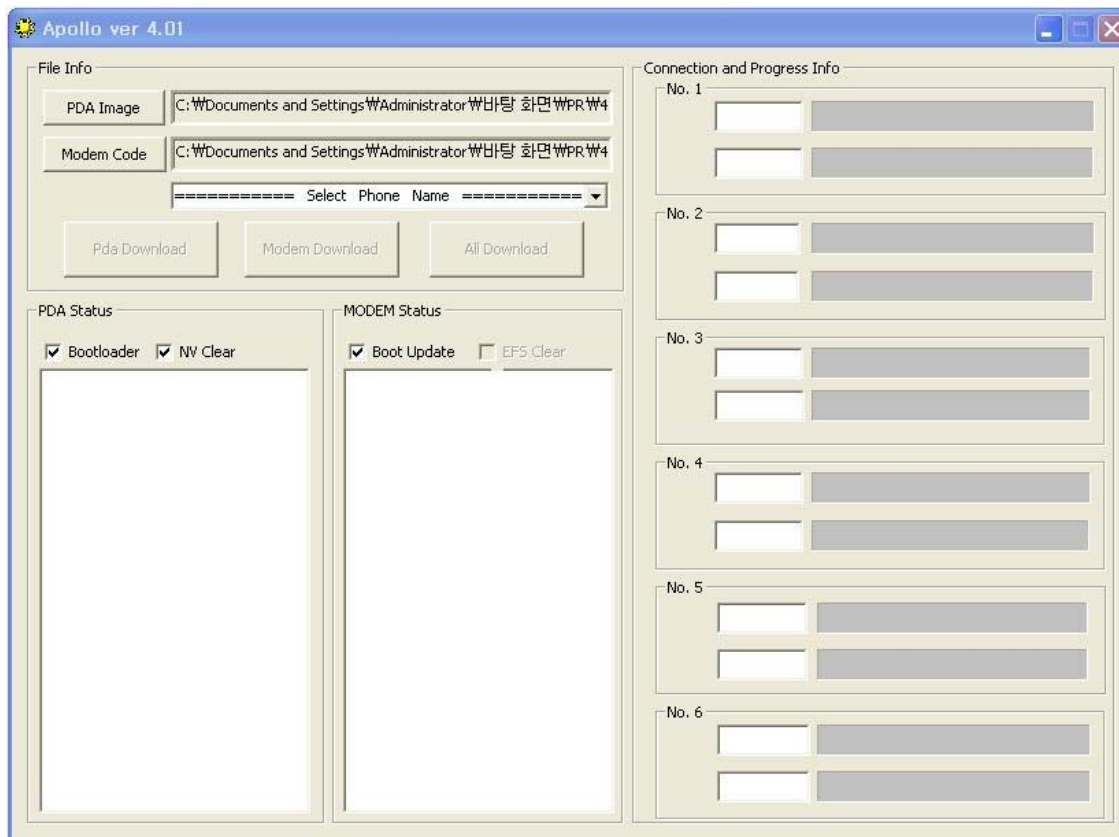 Apollo ver 4.01
File Info
PDA Image
C:₩Documents and Settings₩Administrator₩바탕 화면₩PR₩4
Modem Code
C:₩Documents and Settings₩Administrator₩바탕 화면₩PR₩4
=========== Select Phone Name ===========
Pda Download Modem Download All Download
PDA Status
Bootloader NV Clear
MODEM Status
Boot Update EFS Clear
Connection and Progress Info
No. 1
No. 2
No. 3
No. 4
No. 5
No. 6